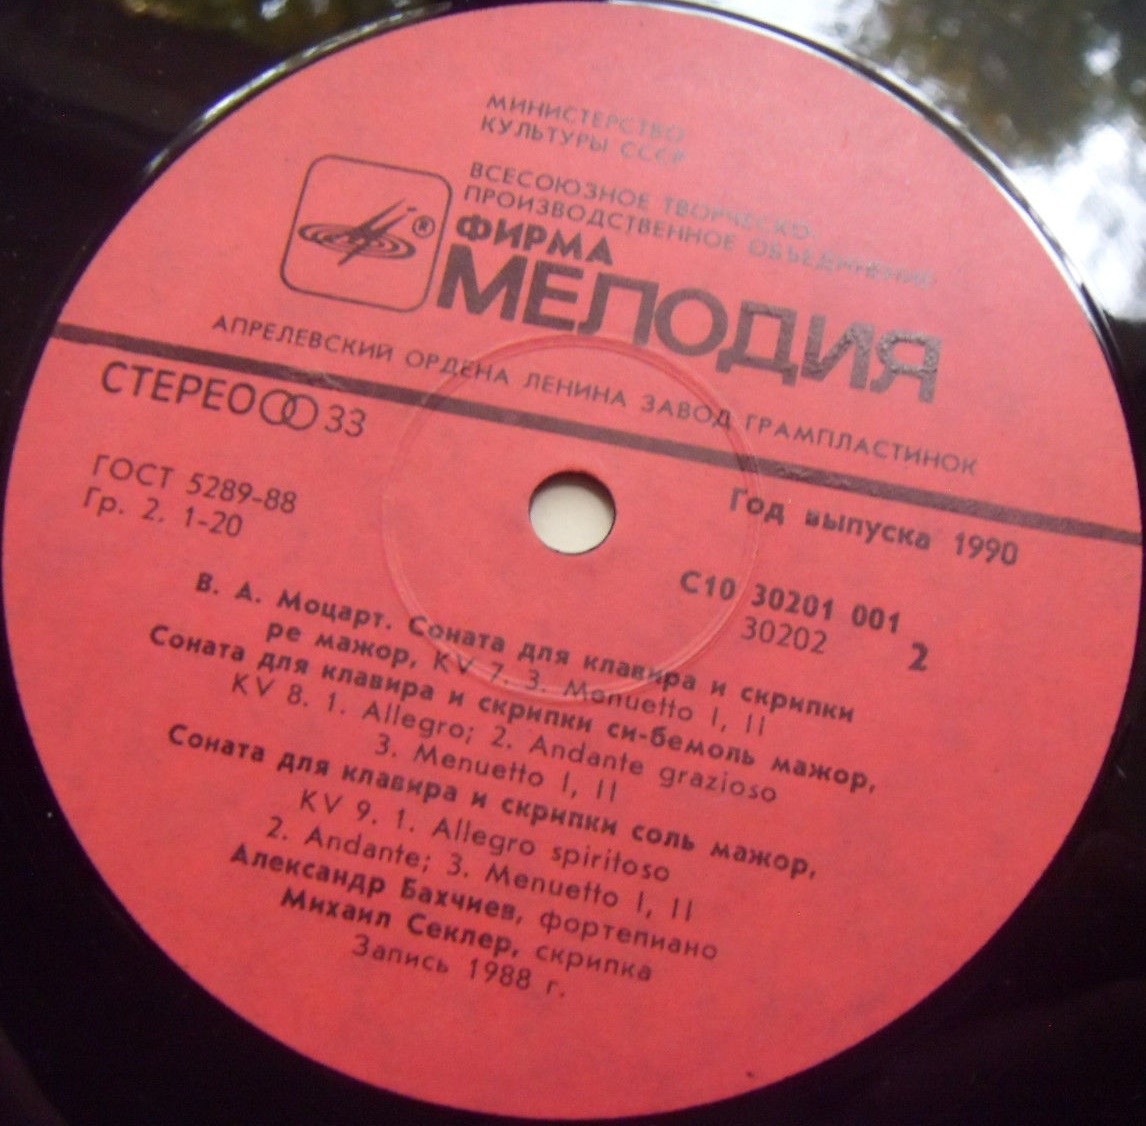 МИНИСТЕРСТВО
КУЛЬТУРЫ СССР
ВСЕСОЮЗНОЕ ТВОРЧЕСКО-
ПРОИЗВОДСТВЕННОЕ ОБЪЕДИНЕНИЕ
®
ФИРМА
МЕЛОДИЯ
АПРЕЛЕВСКИЙ ОРДЕНА ЛЕНИНА ЗАВОД ГРАМПЛАСТИНОК
СТЕРЕО 33
ГОСТ 5289-88
Гр. 2. 1-20
Год выпуска 1990
С10 30201 001
30202
2
В. А. Моцарт. Соната для клавира и скрипки
ре мажор, KV 7. 3. Menuetto I, II
Соната для клавира и скрипки си-бемоль мажор,
KV 8. 1. Allegro; 2. Andante grazioso
3. Menuetto I, II
Соната для клавира и скрипки соль мажор,
KV 9. 1. Allegro spiritoso
2. Andante; 3. Menuetto I, II
Александр Бахчиев, фортепиано
Михаил Секлер, скрипка
Запись 1988 г.